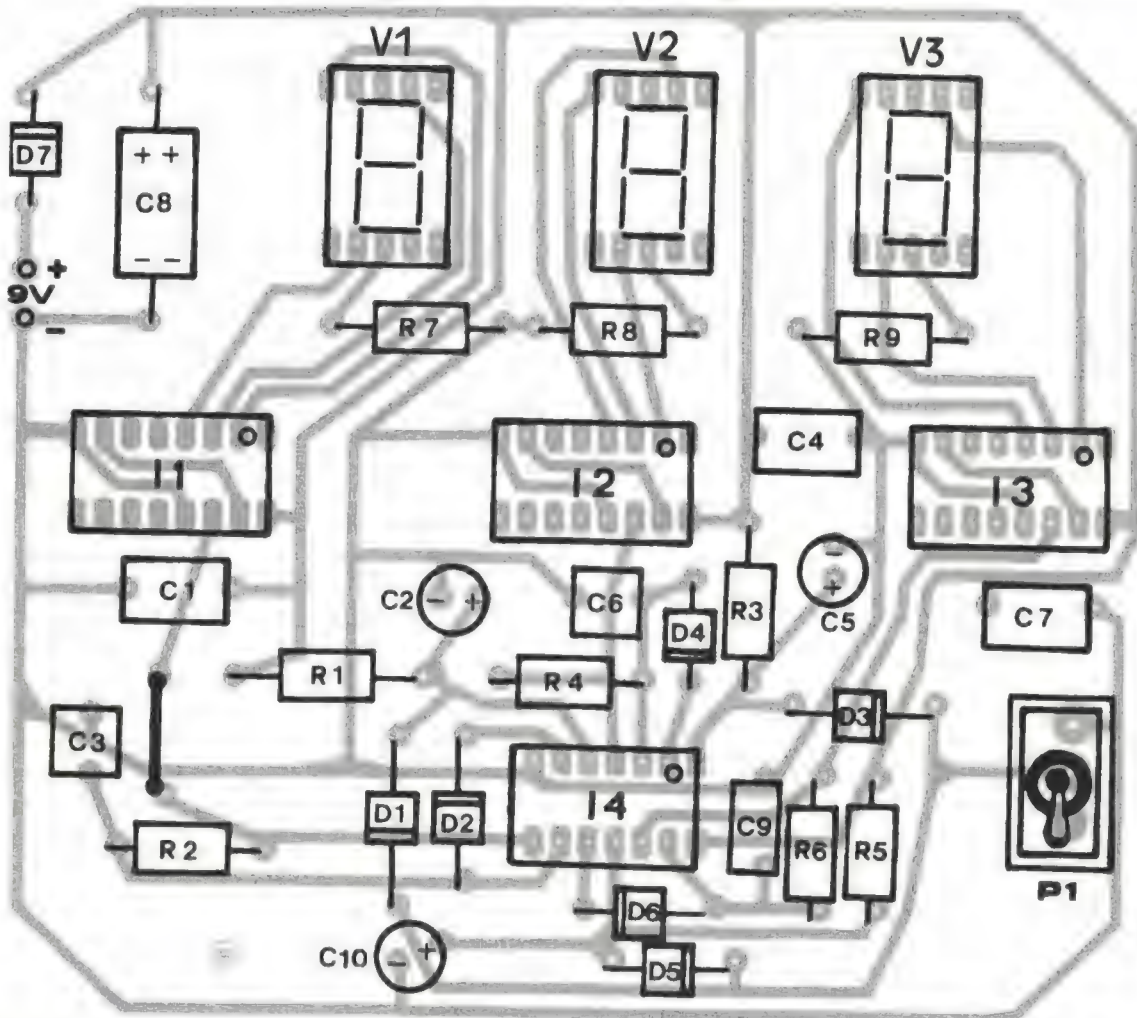 V1 V2 V3
D7
+ +
C8
- -
+
9V
-
R7 R8 R9
I1 I2 C4 I3
C1 C2 - + C6 D4 R3 - + C5 C7
R1 R4
C3 D3
D1 D2 I4 C9 R6 R5
R2
P1
D6
C10 - + D5